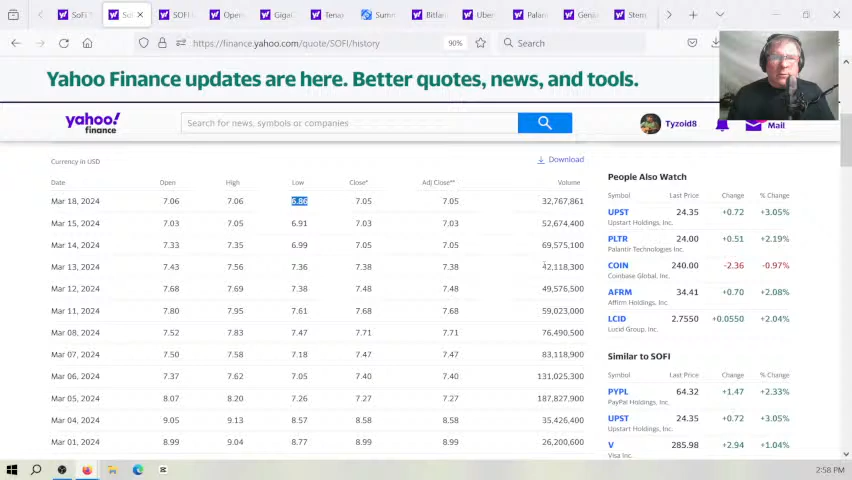 SoFi T
Sol
SOFI H
Open
Gigal
Tenap
Summ
Bitfar
Uber
Palant
Genia
Stem
https://finance.yahoo.com/quote/SOFI/history
90%
Search
Yahoo Finance updates are here. Better quotes, news, and tools.
yahoo! finance
Search for news, symbols or companies
Tyzoid8
Mail
Currency in USD
Download
Date Open High Low Close* Adj Close** Volume
Mar 18, 2024 7.06 7.06 6.86 7.05 7.05 32,767,861
Mar 15, 2024 7.03 7.05 6.91 7.03 7.03 52,674,400
Mar 14, 2024 7.33 7.35 6.99 7.05 7.05 69,575,100
Mar 13, 2024 7.43 7.56 7.36 7.38 7.38 42,118,300
Mar 12, 2024 7.68 7.69 7.38 7.48 7.48 49,576,500
Mar 11, 2024 7.80 7.95 7.61 7.68 7.68 59,023,000
Mar 08, 2024 7.52 7.83 7.47 7.71 7.71 76,490,500
Mar 07, 2024 7.50 7.58 7.18 7.47 7.47 83,118,900
Mar 06, 2024 7.37 7.62 7.05 7.40 7.40 131,025,300
Mar 05, 2024 8.07 8.20 7.26 7.27 7.27 187,827,900
Mar 04, 2024 9.05 9.13 8.57 8.58 8.58 35,426,400
Mar 01, 2024 8.99 9.04 8.77 8.99 8.99 26,200,600
People Also Watch
Symbol Last Price Change % Change
UPST 24.35 +0.72 +3.05%
Upstart Holdings, Inc.
PLTR 24.00 +0.51 +2.19%
Palantir Technologies Inc.
COIN 240.00 -2.36 -0.97%
Coinbase Global, Inc.
AFRM 34.41 +0.70 +2.08%
Affirm Holdings, Inc.
LCID 2.7550 +0.0550 +2.04%
Lucid Group, Inc.
Similar to SOFI
Symbol Last Price Change % Change
PYPL 64.32 +1.47 +2.33%
PayPal Holdings, Inc.
UPST 24.35 +0.72 +3.05%
Upstart Holdings, Inc.
V 285.98 +2.94 +1.04%
Visa Inc.
2:58 PM